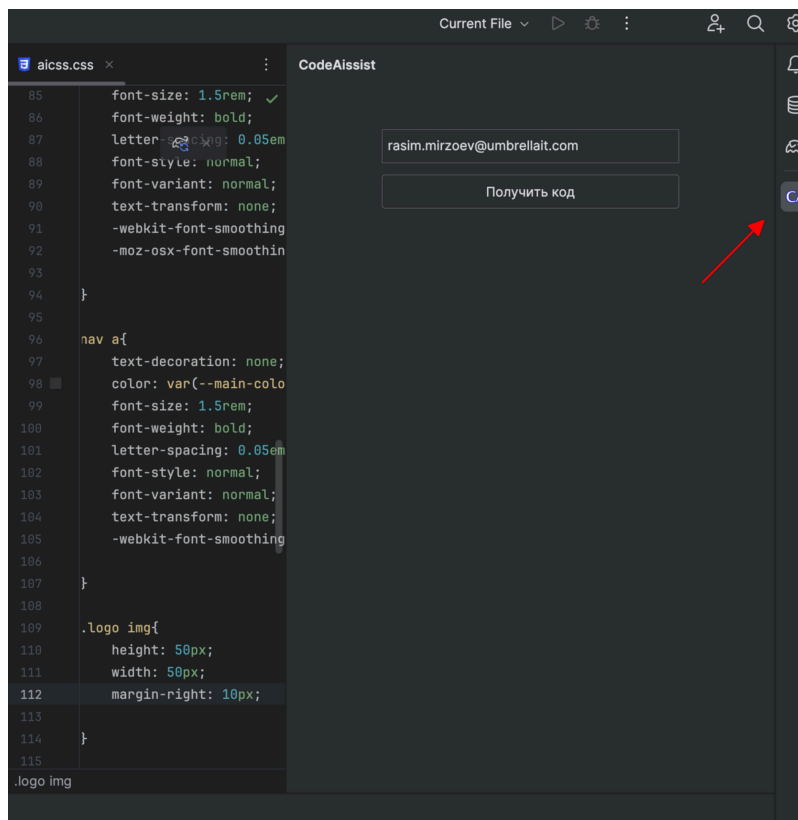 Current File
aicss.css
CodeAissist
85 font-size: 1.5rem;
86 font-weight: bold;
87 letter-spacing: 0.05em
88 font-style: normal;
89 font-variant: normal;
90 text-transform: none;
91 -webkit-font-smoothing
92 -moz-osx-font-smoothin
93
94 }
95
96 nav a{
97 text-decoration: none;
98 color: var(--main-colo
99 font-size: 1.5rem;
100 font-weight: bold;
101 letter-spacing: 0.05em
102 font-style: normal;
103 font-variant: normal;
104 text-transform: none;
105 -webkit-font-smoothing
106
107 }
108
109 .logo img{
110 height: 50px;
111 width: 50px;
112 margin-right: 10px;
113
114 }
115
.logo img
rasim.mirzoev@umbrellait.com
Получить код